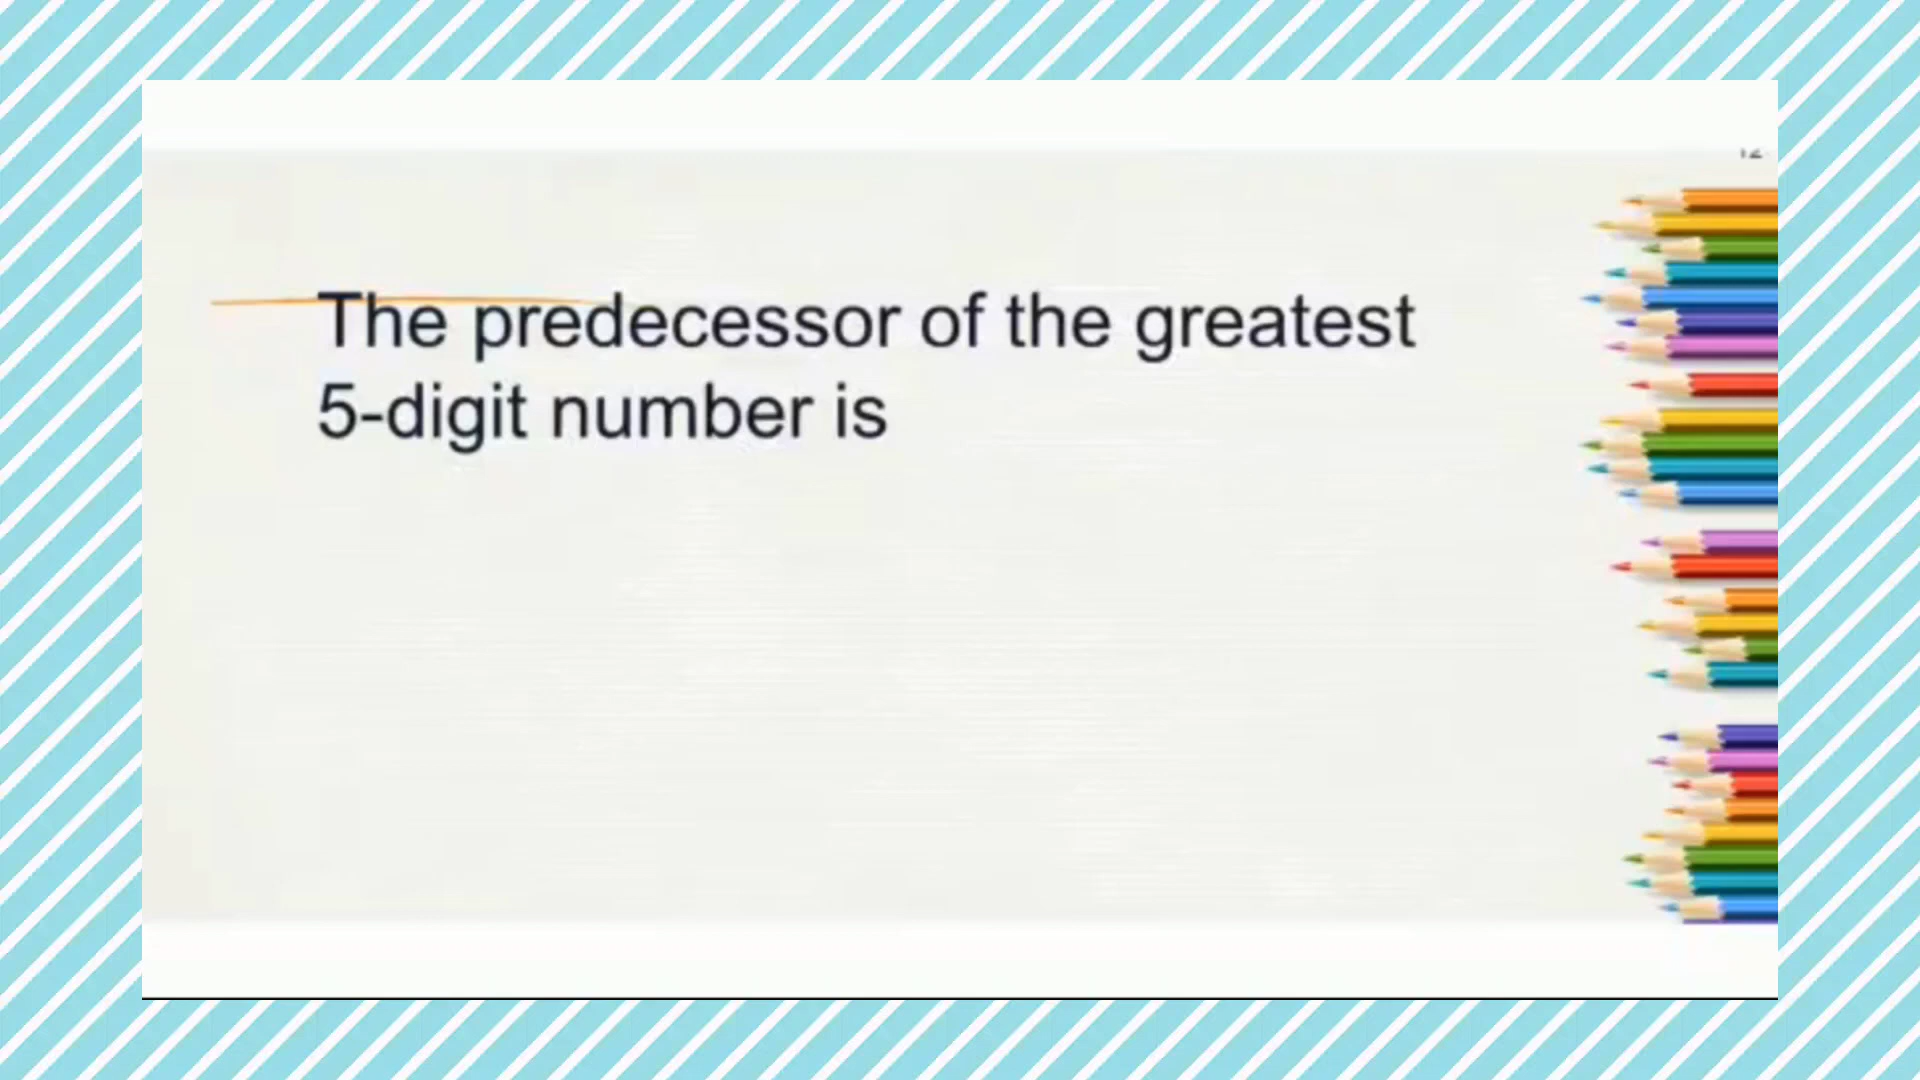 The predecessor of the greatest
5-digit number is